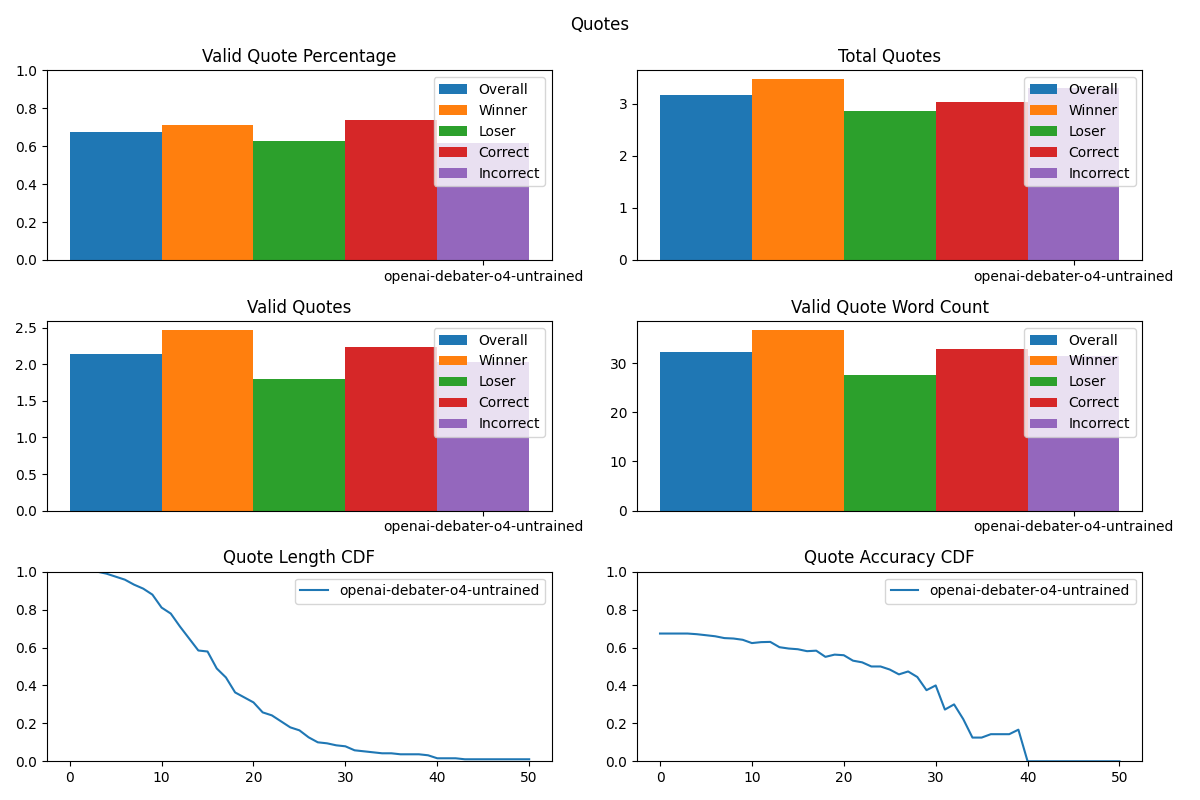 Quotes
Valid Quote Percentage
1.0
0.8
0.6
0.4
0.2
0.0
Overall
Winner
Loser
Correct
Incorrect
openai-debater-o4-untrained
Total Quotes
3
2
1
0
Overall
Winner
Loser
Correct
Incorrect
openai-debater-o4-untrained
Valid Quotes
2.5
2.0
1.5
1.0
0.5
0.0
Overall
Winner
Loser
Correct
Incorrect
openai-debater-o4-untrained
Valid Quote Word Count
30
20
10
0
Overall
Winner
Loser
Correct
Incorrect
openai-debater-o4-untrained
Quote Length CDF
1.0
0.8
0.6
0.4
0.2
0.0
openai-debater-o4-untrained
0 10 20 30 40 50
Quote Accuracy CDF
1.0
0.8
0.6
0.4
0.2
0.0
openai-debater-o4-untrained
0 10 20 30 40 50